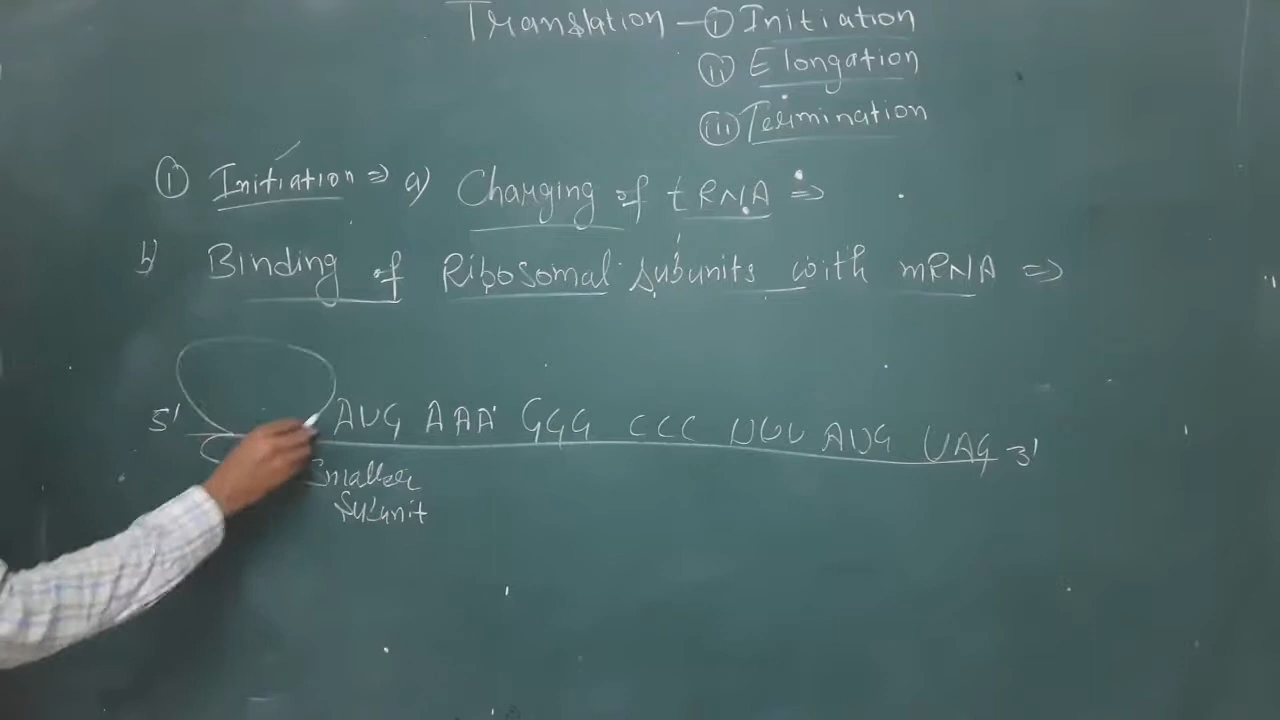 Translation — (i) Initiation
(ii) Elongation
(iii) Termination
(i) Initiation ⇒ a) Charging of tRNA ⇒
b) Binding of Ribosomal subunits with mRNA ⇒
5' AUG AAA GGG CCC UUU AUG UAG 3'
Smaller
Subunit